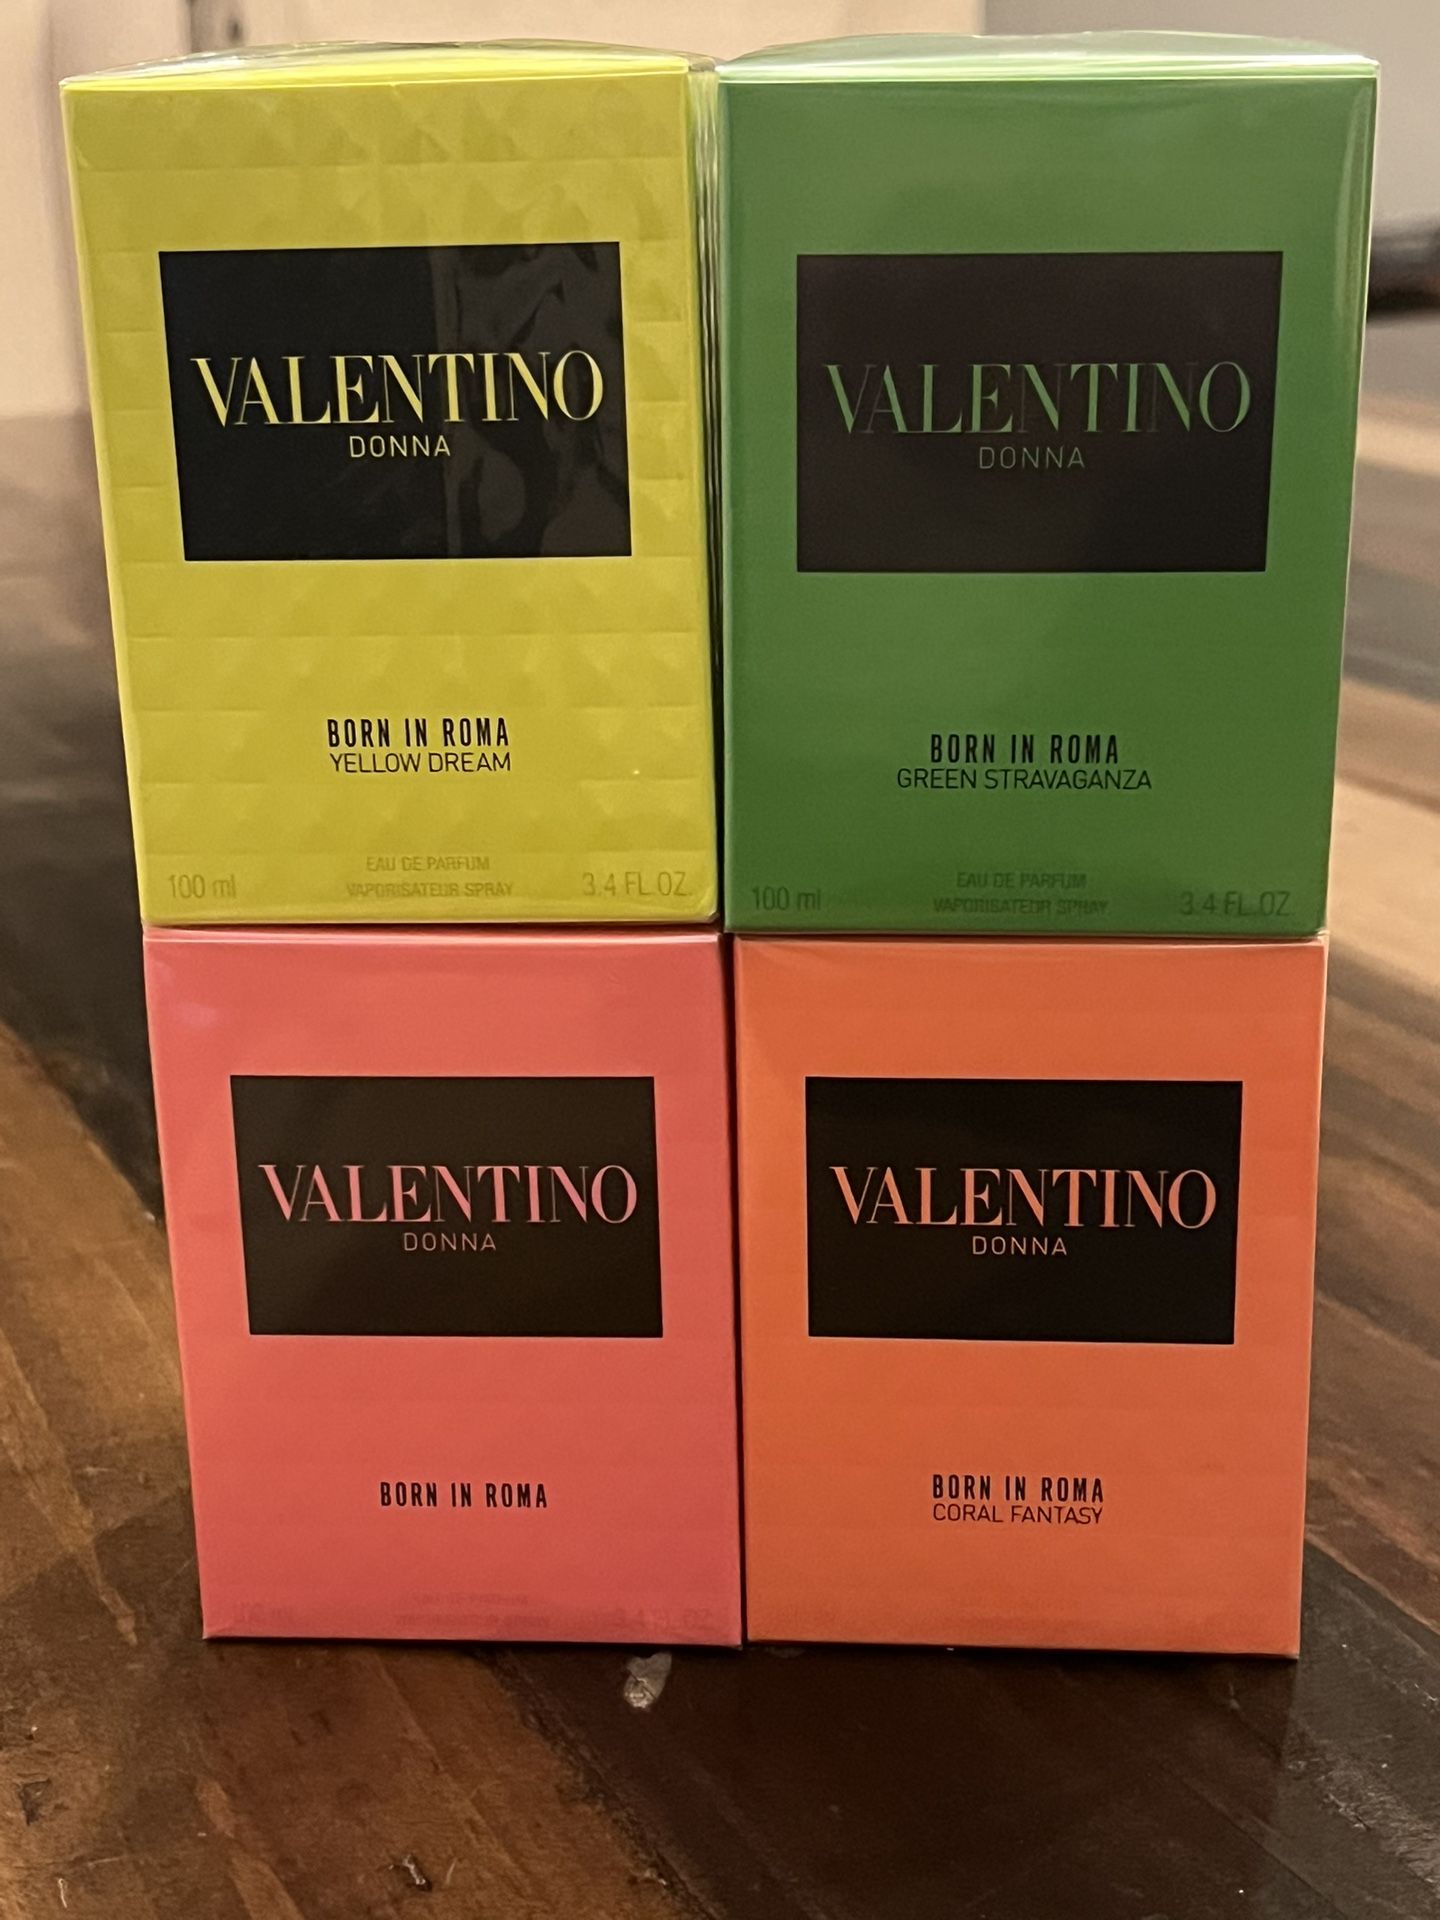 VALENTINO
DONNA
BORN IN ROMA
YELLOW DREAM
EAU DE PARFUM
100 ml VAPORISATEUR SPRAY 3.4 FL.OZ.
VALENTINO
DONNA
BORN IN ROMA
GREEN STRAVAGANZA
EAU DE PARFUM
100 ml VAPORISATEUR SPRAY 3.4 FL.OZ.
VALENTINO
DONNA
BORN IN ROMA
VALENTINO
DONNA
BORN IN ROMA
CORAL FANTASY